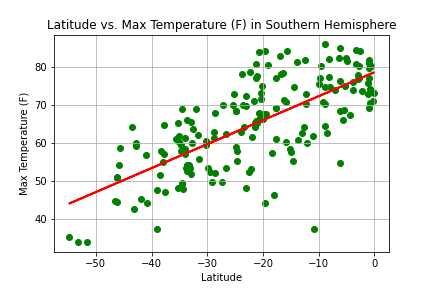 Latitude vs. Max Temperature (F) in Southern Hemisphere
Max Temperature (F)
80
70
60
50
40
−50 −40 −30 −20 −10 0
Latitude